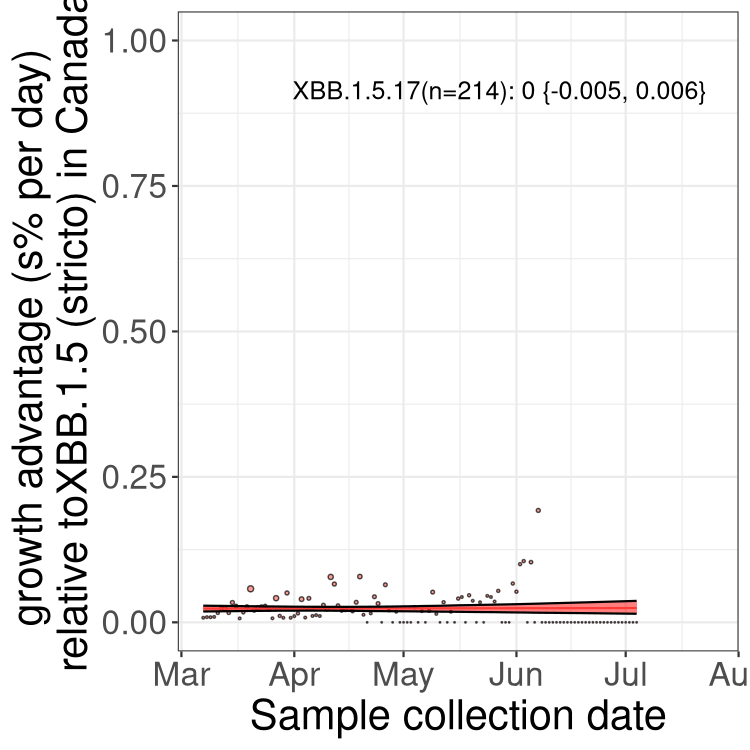 growth advantage (s% per day)
relative toXBB.1.5 (stricto) in Canada
1.00
0.75
0.50
0.25
0.00
XBB.1.5.17(n=214): 0 {-0.005, 0.006}
Mar Apr May Jun Jul Au
Sample collection date